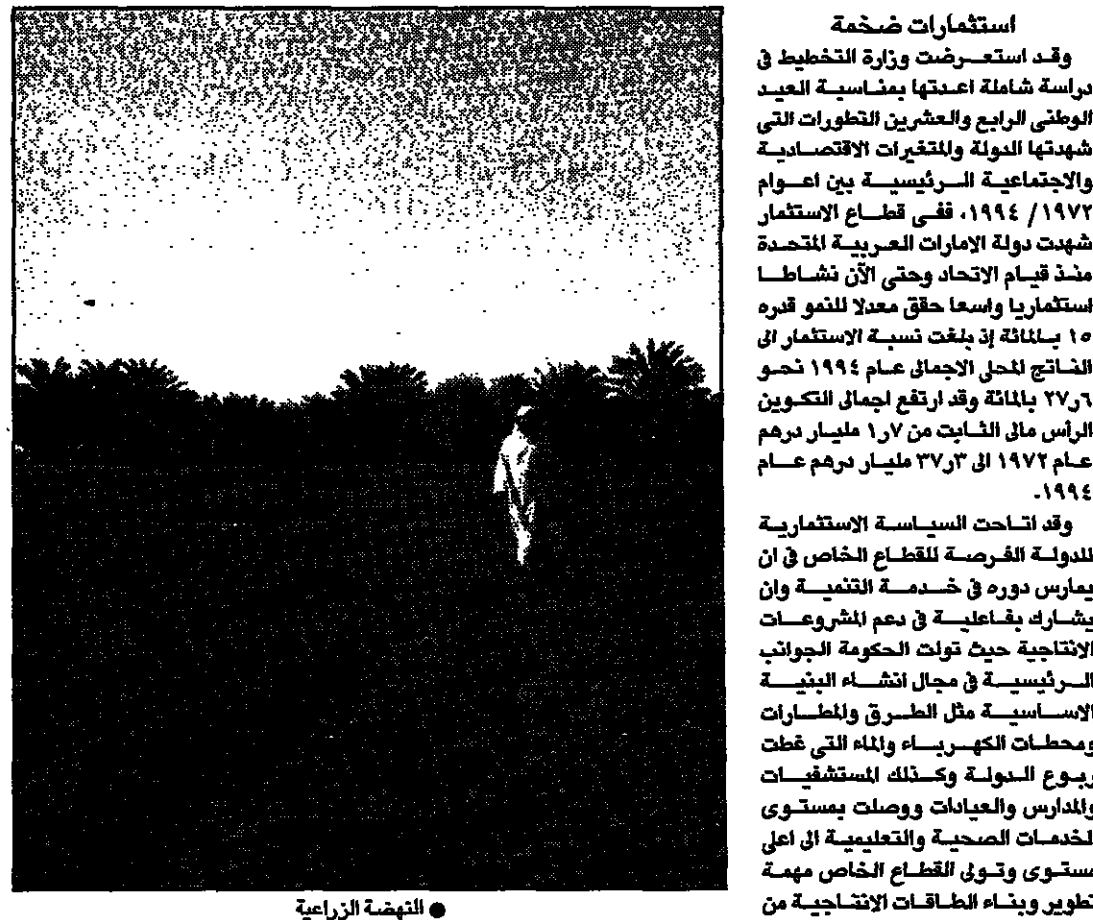 استثمارات ضخمة
وقد استعرضت وزارة التخطيط في
دراسة شاملة اعدتها بمناسبة العيد
الوطني الرابع والعشرين التطورات التي
شهدتها الدولة والمتغيرات الاقتصادية
والاجتماعية الرئيسية بين اعوام
١٩٧٢/ ١٩٩٤، ففي قطاع الاستثمار
شهدت دولة الامارات العربية المتحدة
منذ قيام الاتحاد وحتى الآن نشاطا
استثماريا واسعا حقق معدلا للنمو قدره
١٥ بالمائة إذ بلغت نسبة الاستثمار الى
الناتج المحلي الاجمالي عام ١٩٩٤ نحو
٢٧٫٦ بالمائة وقد ارتفع اجمالي التكوين
الرأس مالي الثابت من ١٫٧ مليار درهم
عام ١٩٧٢ الى ٣٧٫٣ مليار درهم عام
١٩٩٤.
وقد اتاحت السياسة الاستثمارية
للدولة الفرصة للقطاع الخاص في ان
يمارس دوره في خدمة التنمية وان
يشارك بفاعلية في دعم المشروعات
الانتاجية حيث تولت الحكومة الجوانب
الرئيسية في مجال انشاء البنية
الاساسية مثل الطرق والمطارات
ومحطات الكهرباء والماء التي غطت
ربوع الدولة وكذلك المستشفيات
والمدارس والعيادات ووصلت بمستوى
الخدمات الصحية والتعليمية الى اعلى
مستوى وتولى القطاع الخاص مهمة
تطوير وبناء الطاقات الانتاجية من
● النهضة الزراعية